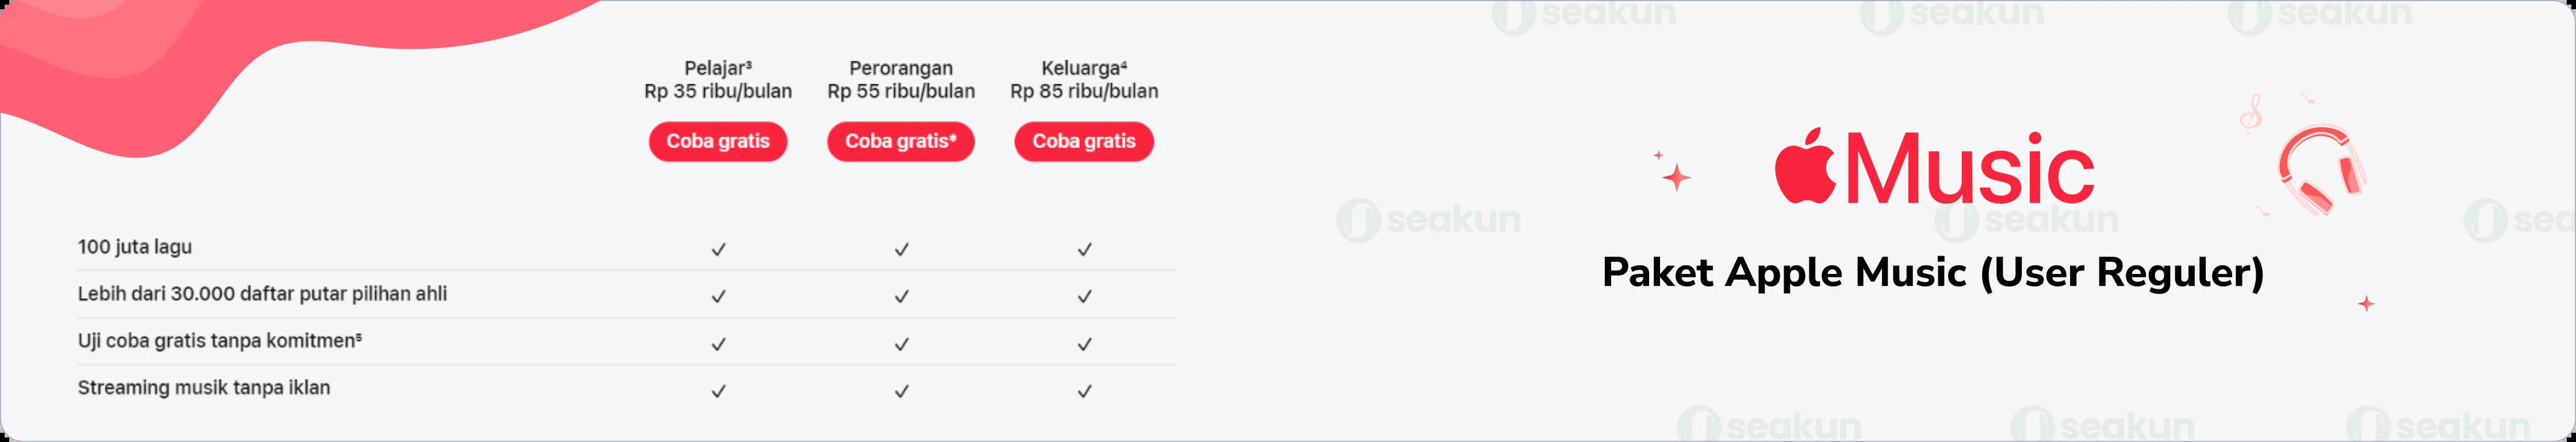 seakun seakun seakun
Pelajar³ Perorangan Keluarga⁴
Rp 35 ribu/bulan Rp 55 ribu/bulan Rp 85 ribu/bulan
Coba gratis Coba gratis* Coba gratis
100 juta lagu
Lebih dari 30.000 daftar putar pilihan ahli
Uji coba gratis tanpa komitmen⁵
Streaming musik tanpa iklan
Music
seakun seakun sea
Paket Apple Music (User Reguler)
seakun seakun seakun